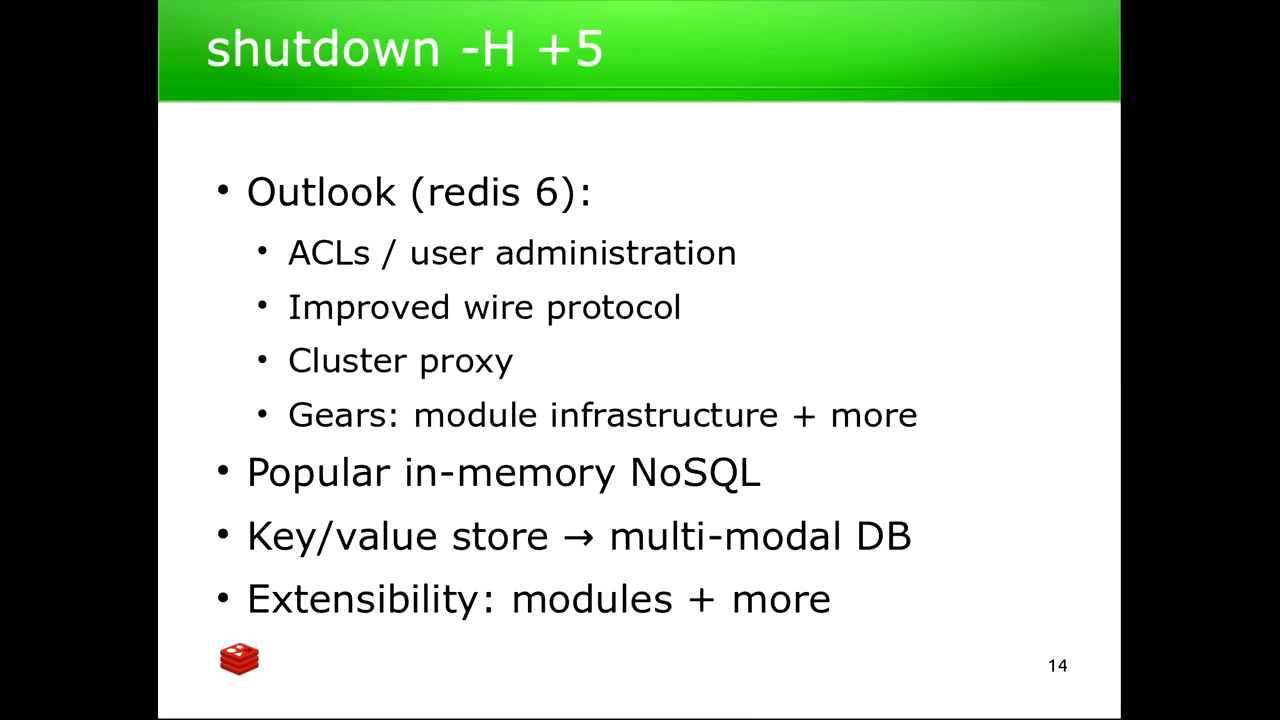 shutdown -H +5
• Outlook (redis 6):
• ACLs / user administration
• Improved wire protocol
• Cluster proxy
• Gears: module infrastructure + more
• Popular in-memory NoSQL
• Key/value store → multi-modal DB
• Extensibility: modules + more
14